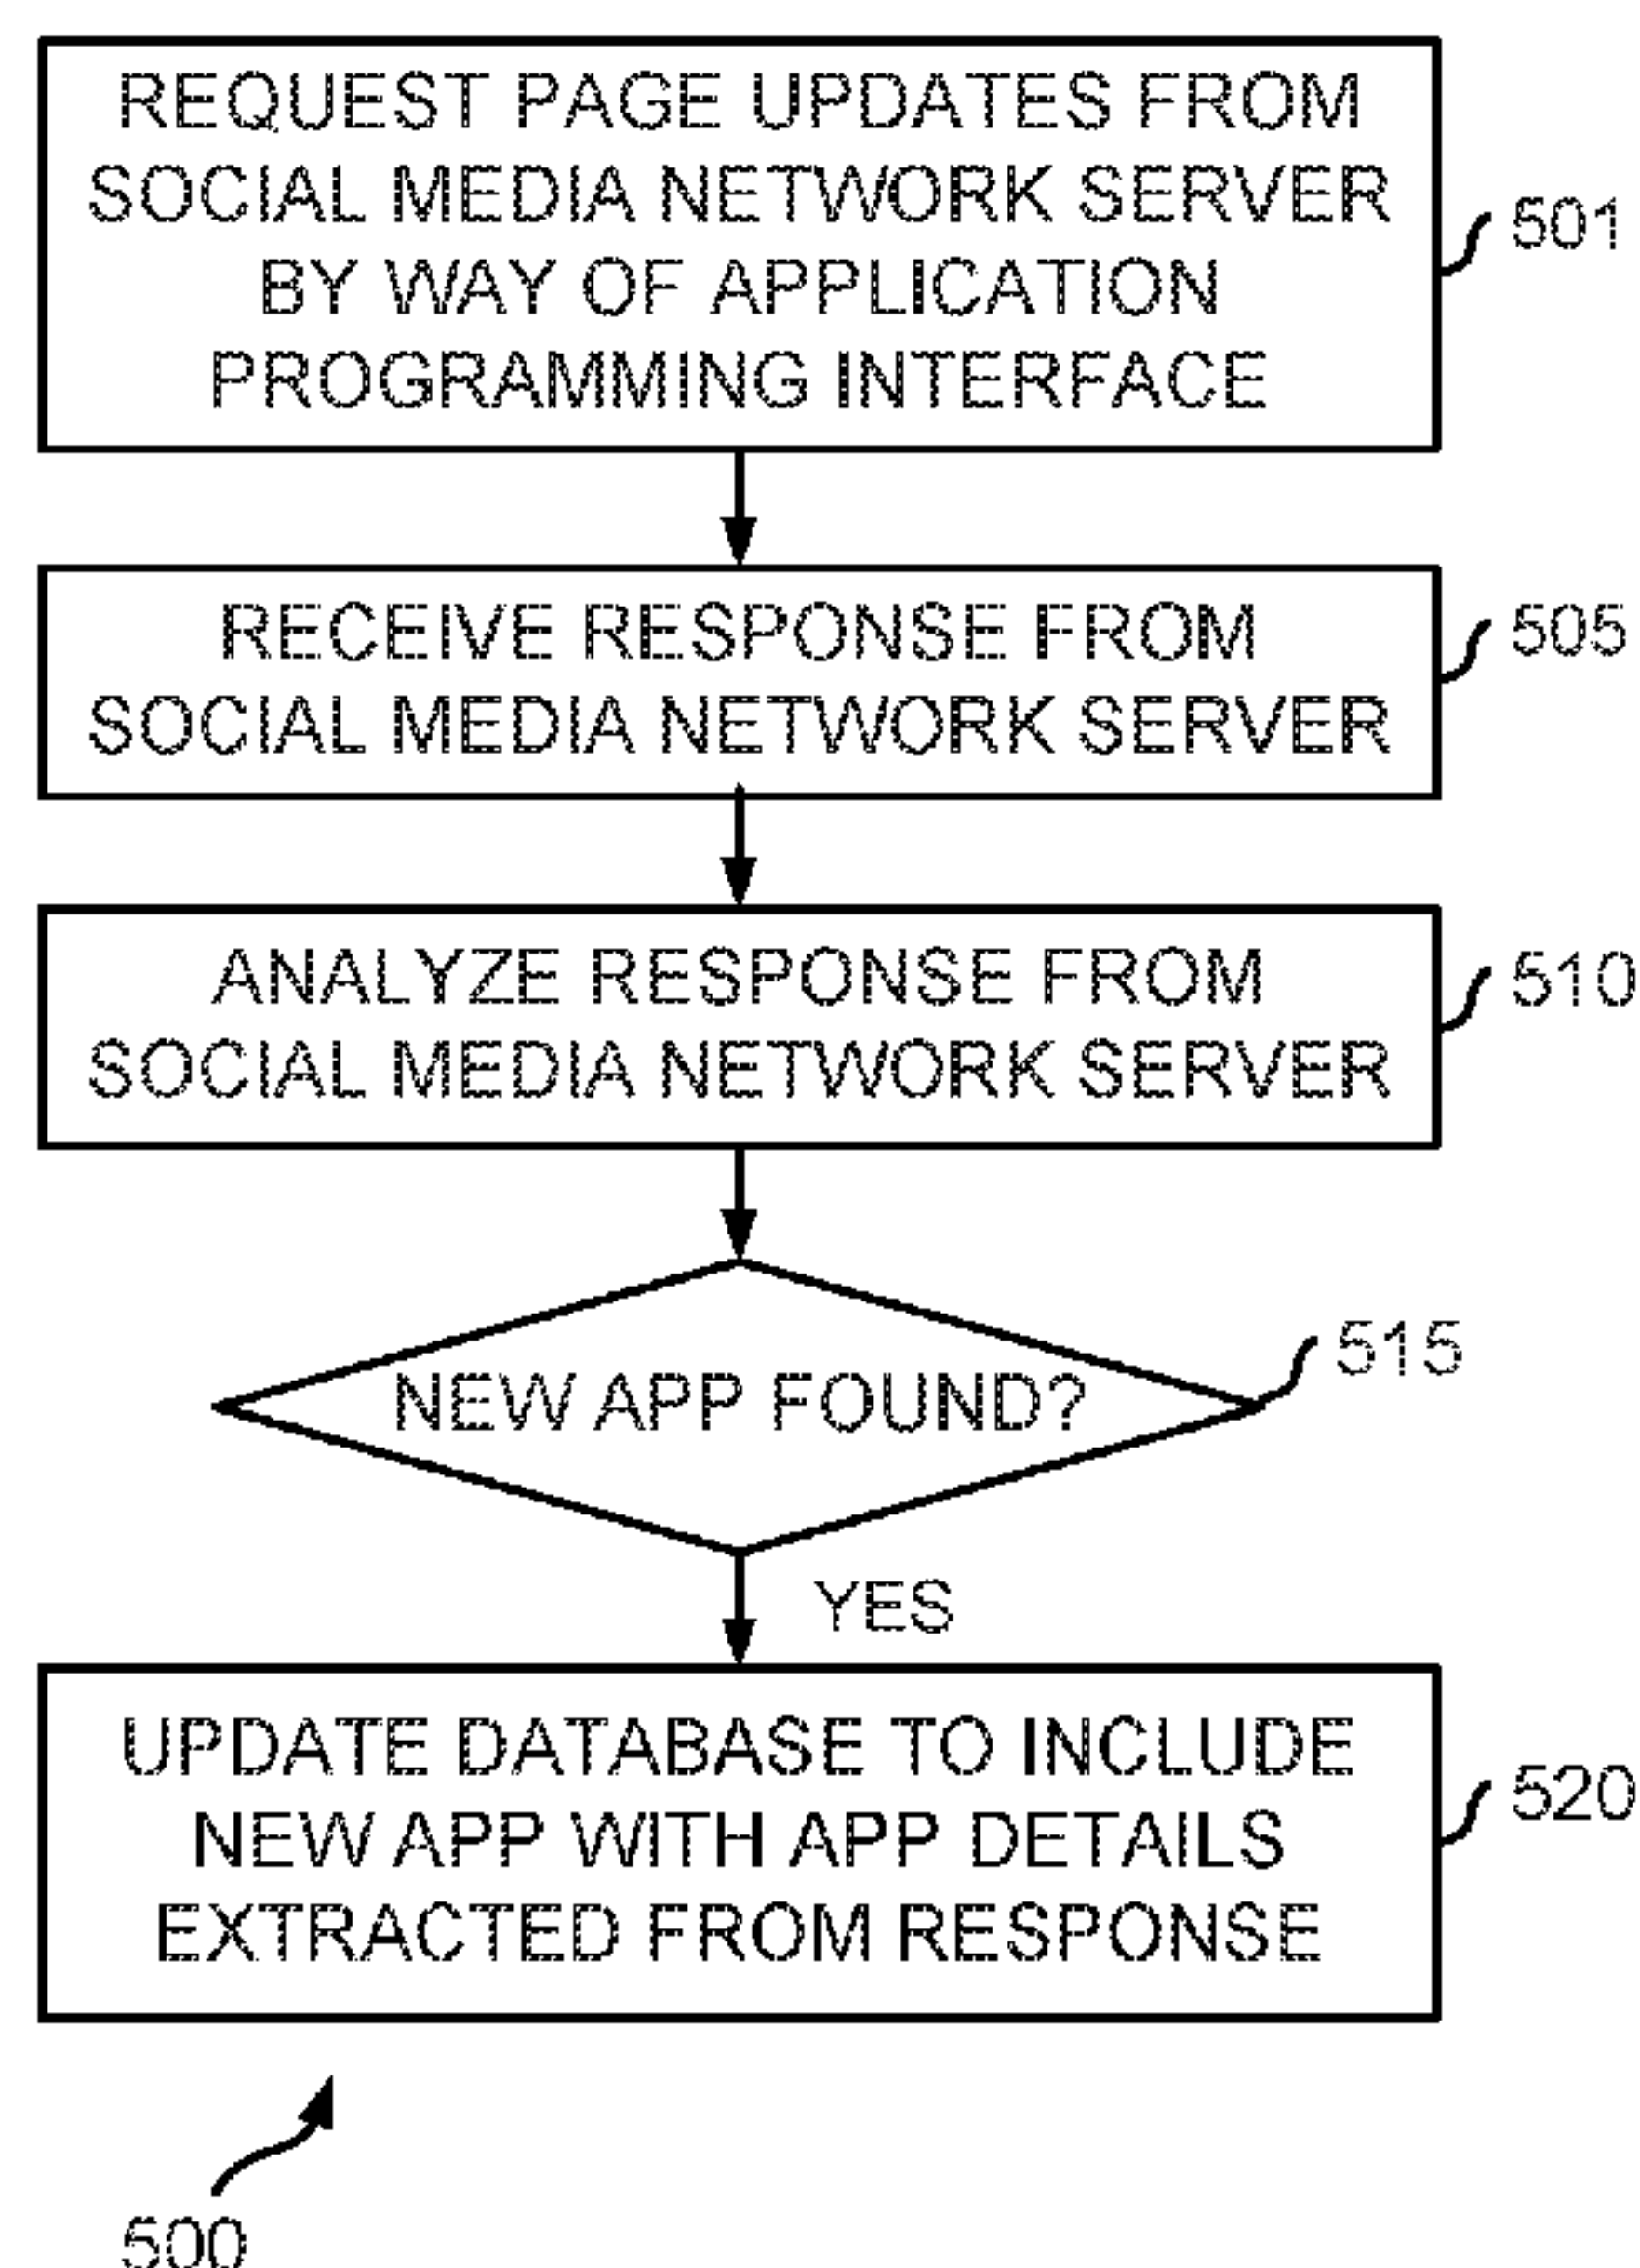 REQUEST PAGE UPDATES FROM
SOCIAL MEDIA NETWORK SERVER
BY WAY OF APPLICATION
PROGRAMMING INTERFACE
501
RECEIVE RESPONSE FROM
SOCIAL MEDIA NETWORK SERVER
505
ANALYZE RESPONSE FROM
SOCIAL MEDIA NETWORK SERVER
510
NEW APP FOUND?
515
YES
UPDATE DATABASE TO INCLUDE
NEW APP WITH APP DETAILS
EXTRACTED FROM RESPONSE
520
500